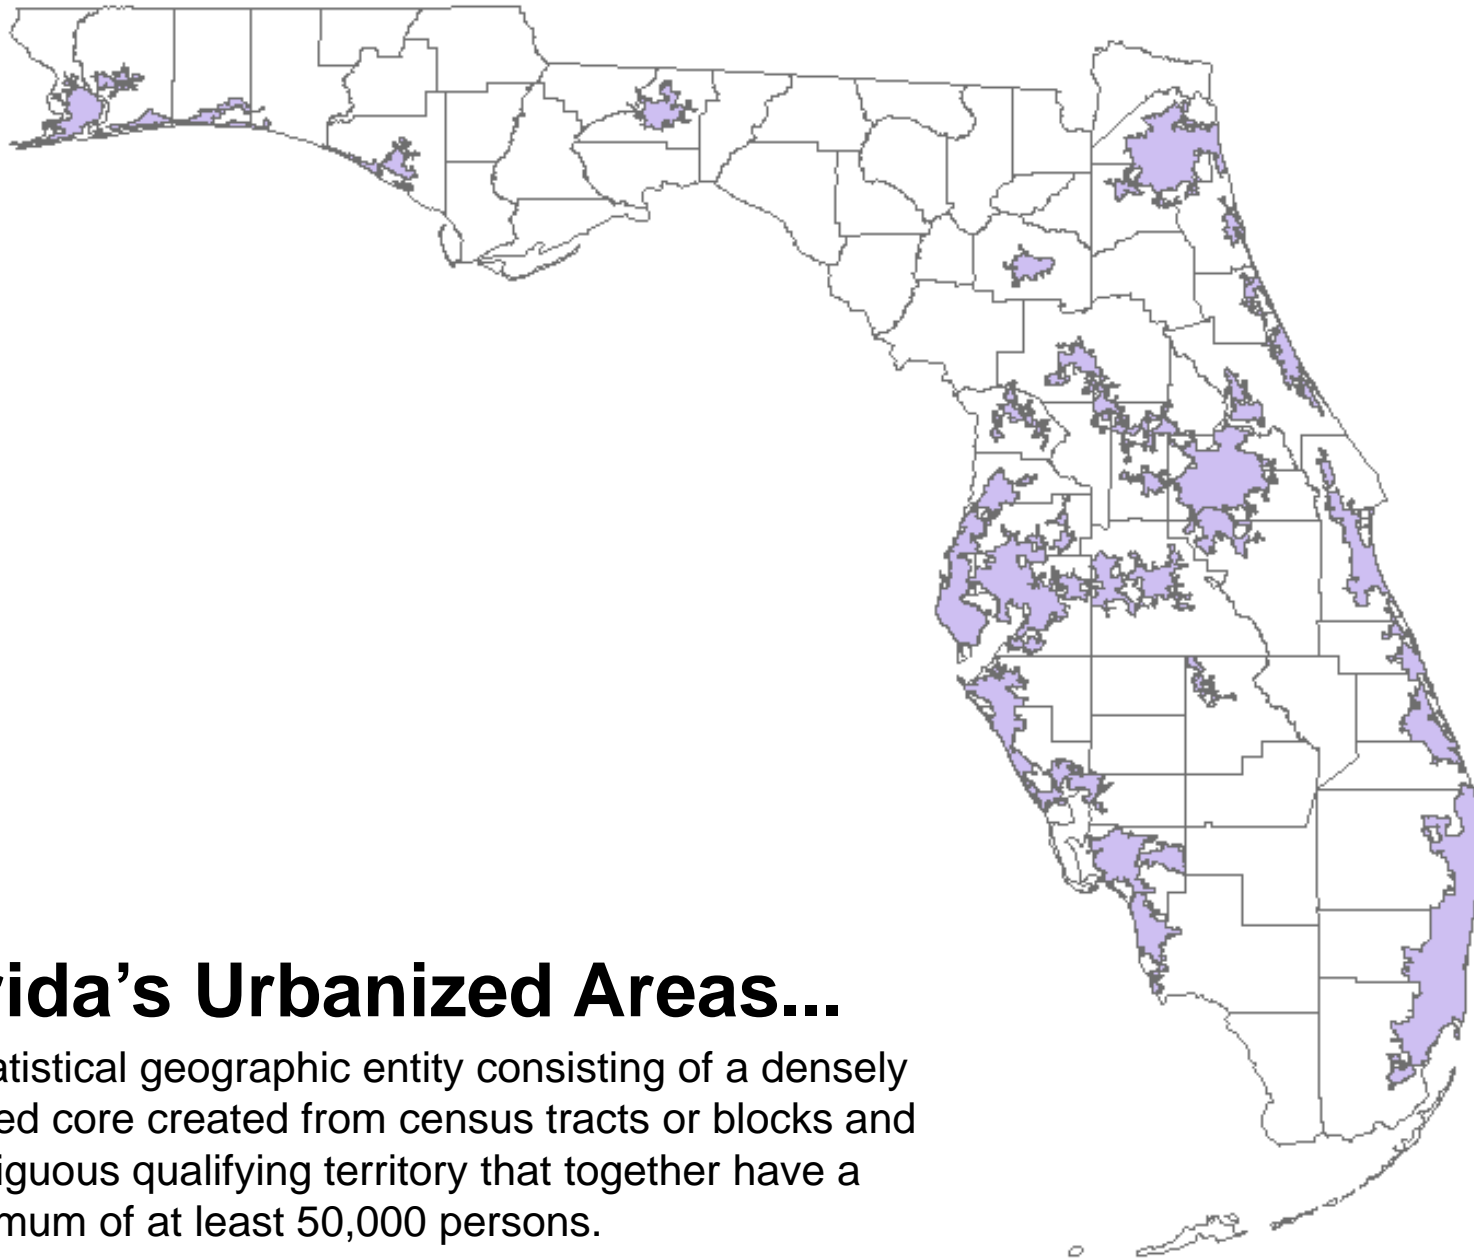 rida’s Urbanized Areas...
atistical geographic entity consisting of a densely
ed core created from census tracts or blocks and
iguous qualifying territory that together have a
mum of at least 50,000 persons.